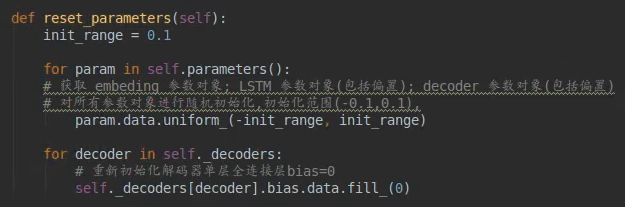 def reset_parameters(self):
init_range = 0.1
for param in self.parameters():
# 获取 embeding 参数对象; LSTM 参数对象(包括偏置); decoder 参数对象(包括偏置)
# 对所有参数对象进行随机初始化,初始化范围(-0.1,0.1),
param.data.uniform_(-init_range, init_range)
for decoder in self._decoders:
# 重新初始化解码器单层全连接层bias=0
self._decoders[decoder].bias.data.fill_(0)